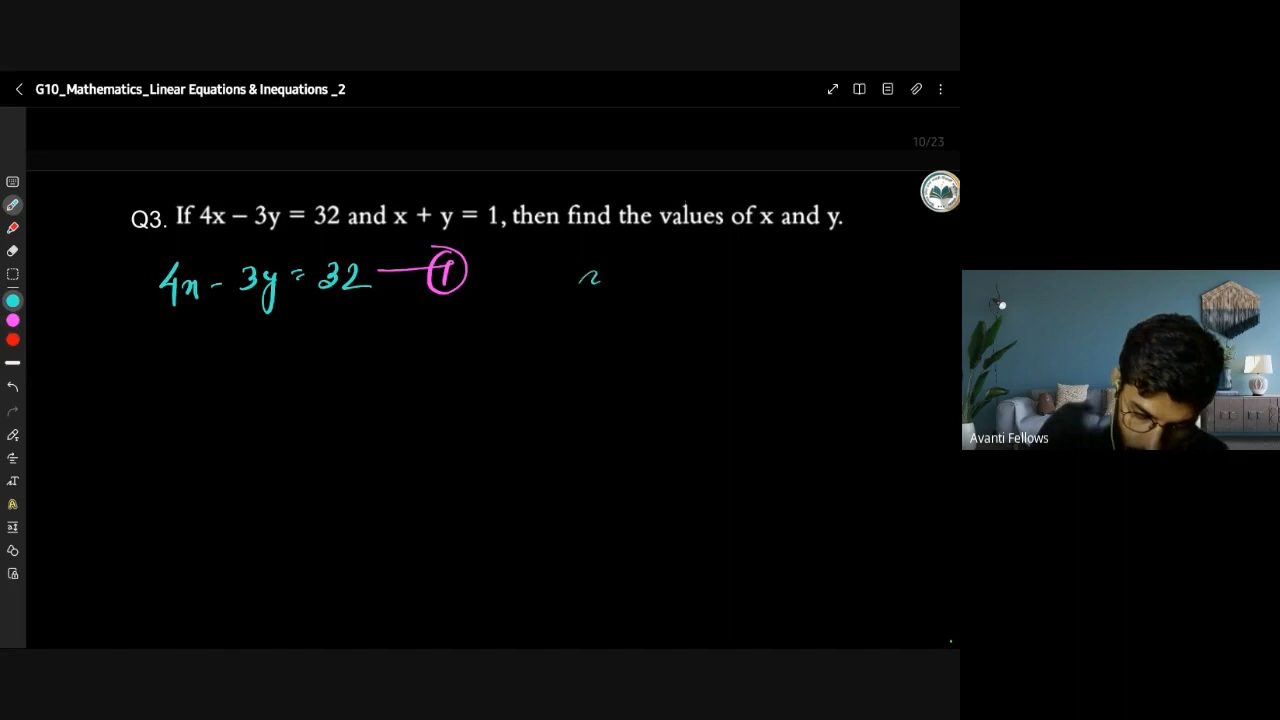 G10_Mathematics_Linear Equations & Inequations _2
10/23
Q3. If 4x − 3y = 32 and x + y = 1, then find the values of x and y.
4x - 3y = 32 — 1
Avanti Fellows